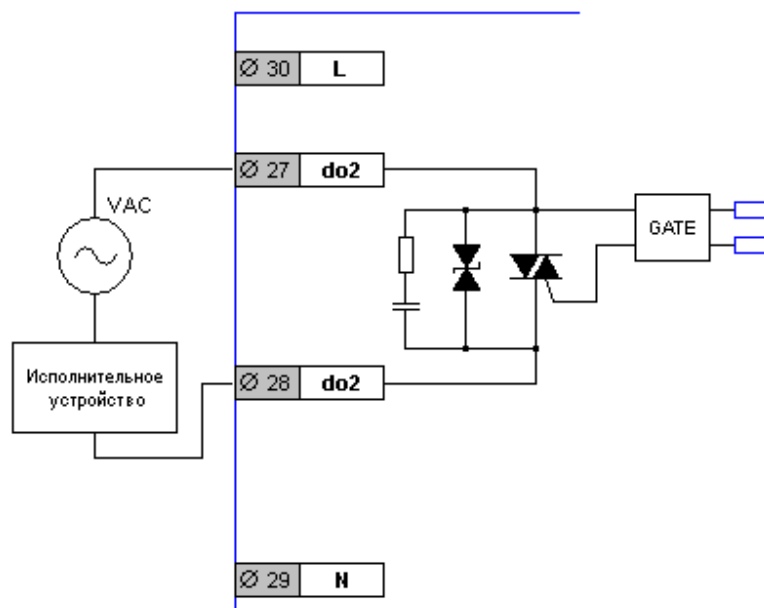 Ø 30 L
Ø 27 do2
VAC
GATE
Исполнительное
устройство
Ø 28 do2
Ø 29 N